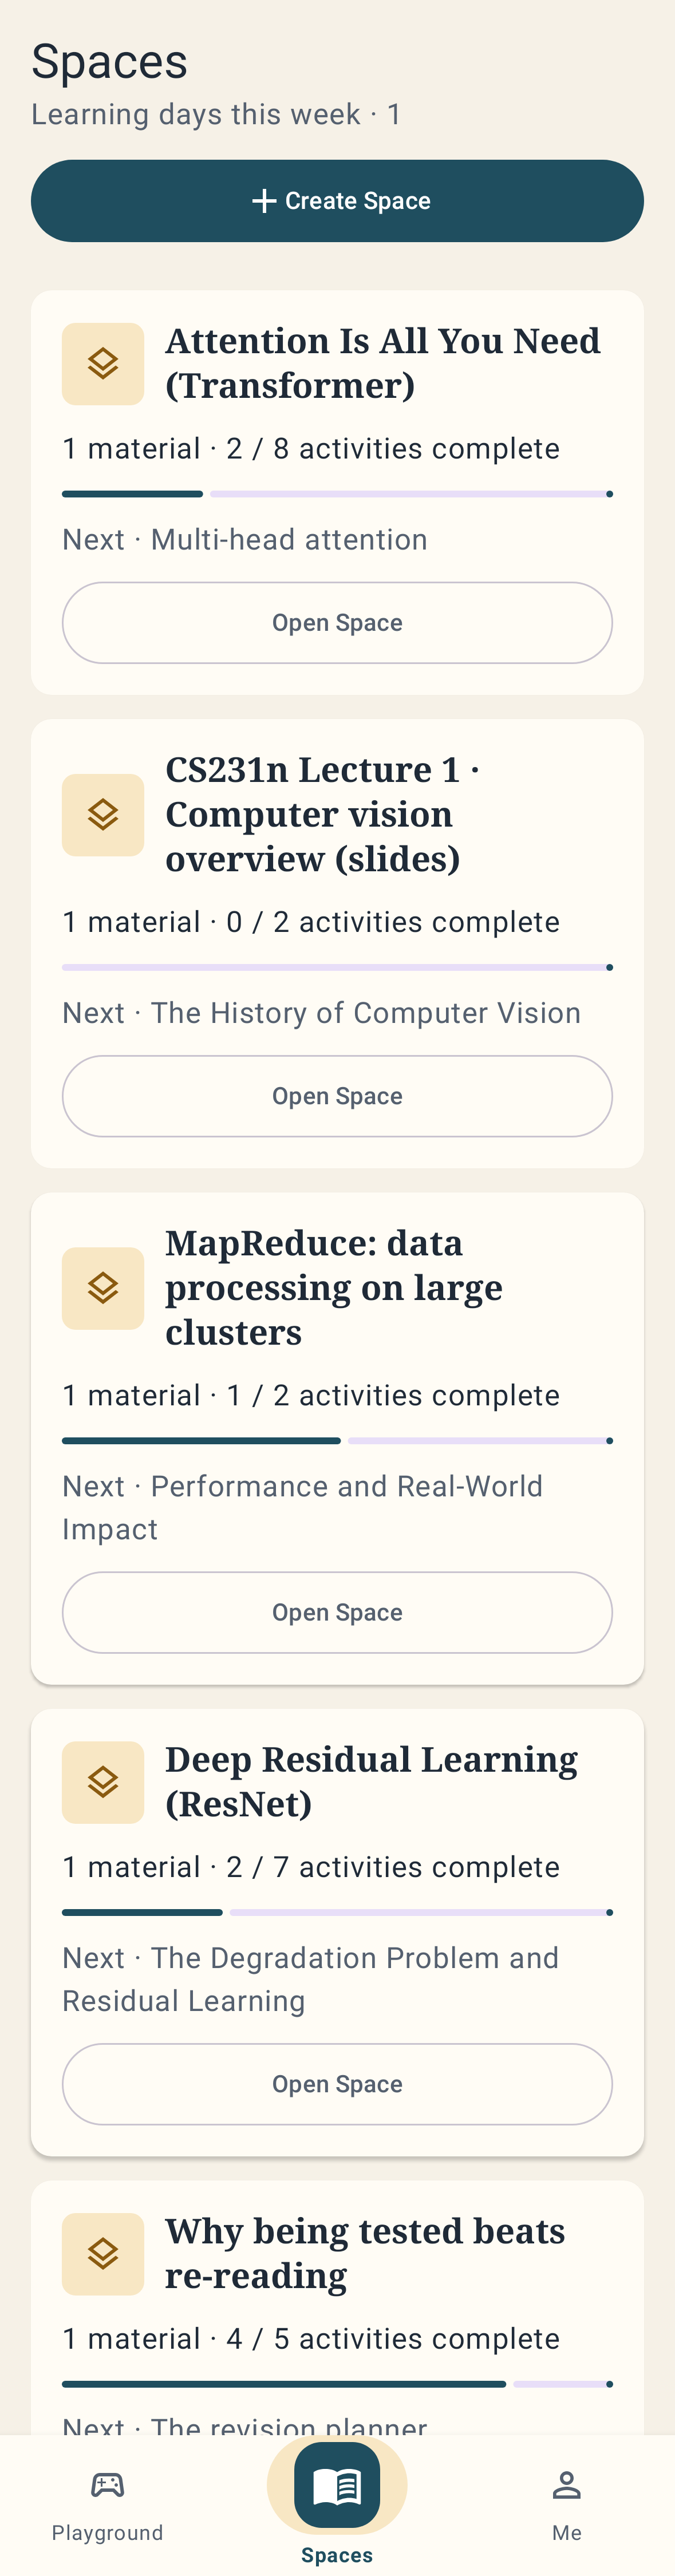 Spaces
Learning days this week · 1
Create Space
Attention Is All You Need
(Transformer)
1 material · 2 / 8 activities complete
Next · Multi-head attention
Open Space
CS231n Lecture 1 ·
Computer vision
overview (slides)
1 material · 0 / 2 activities complete
Next · The History of Computer Vision
Open Space
MapReduce: data
processing on large
clusters
1 material · 1 / 2 activities complete
Next · Performance and Real-World
Impact
Open Space
Deep Residual Learning
(ResNet)
1 material · 2 / 7 activities complete
Next · The Degradation Problem and
Residual Learning
Open Space
Why being tested beats
re-reading
1 material · 4 / 5 activities complete
Next · The revision planner
Playground
Spaces
Me